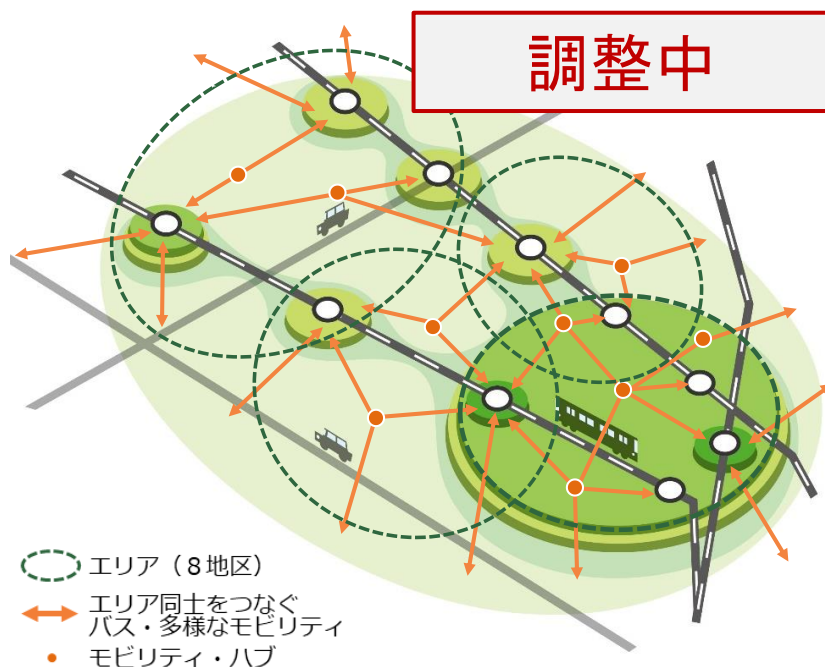 調整中
エリア（８地区）
エリア同士をつなぐ
バス・多様なモビリティ
モビリティ・ハブ